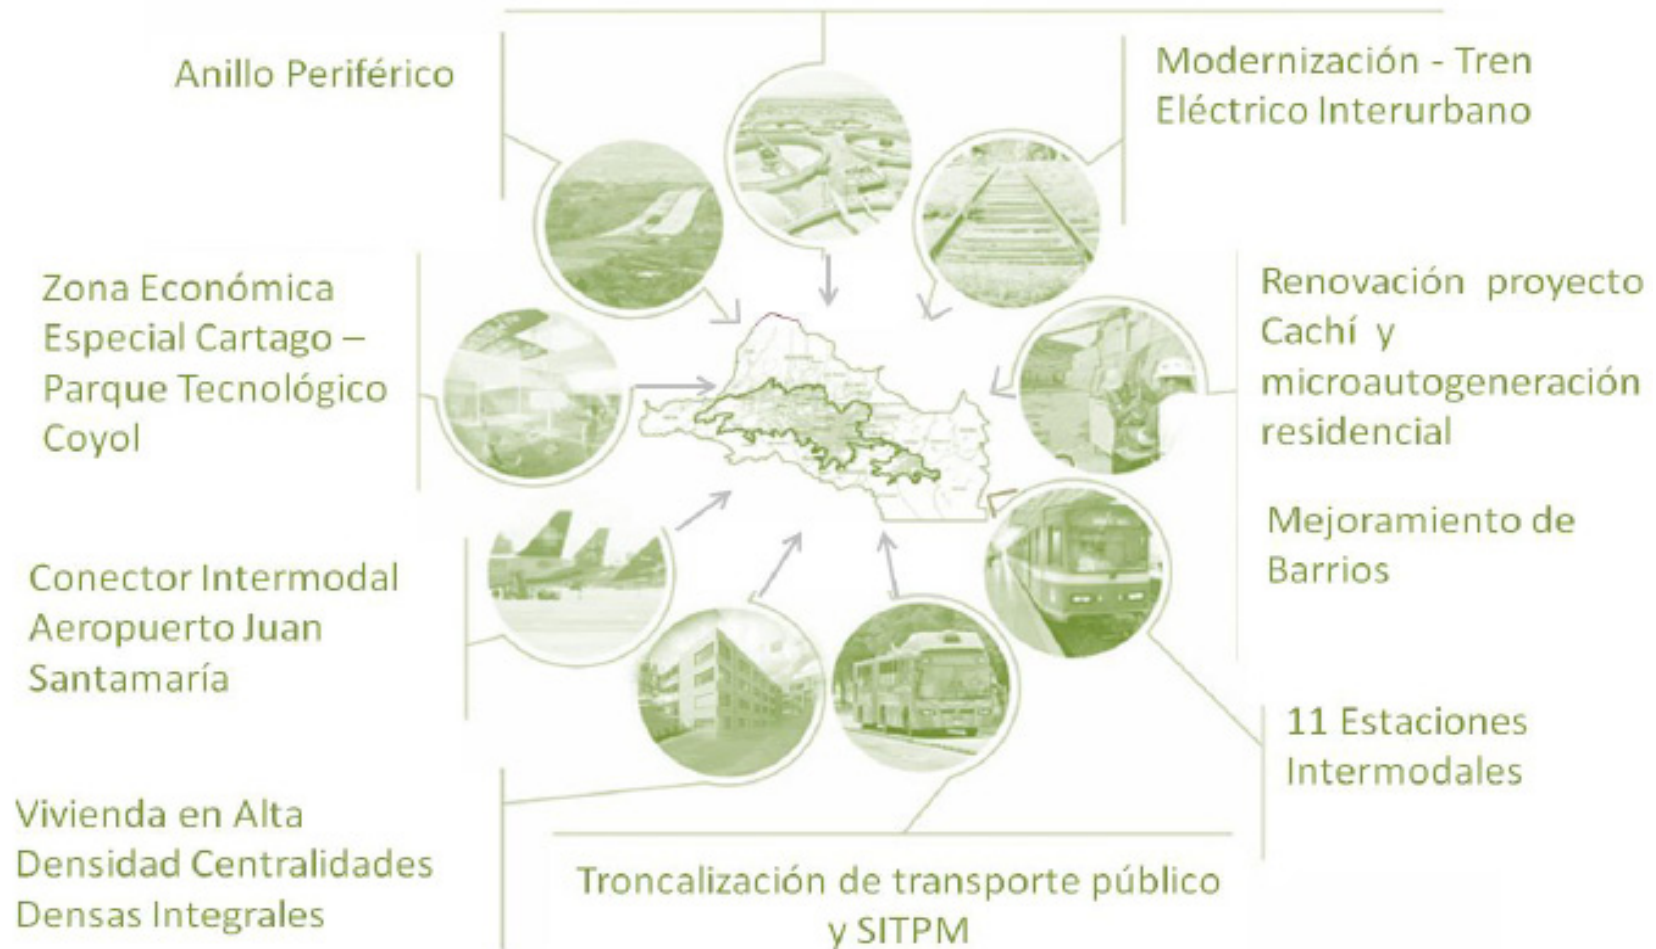 Anillo Periférico
Modernización - Tren
Eléctrico Interurbano
Zona Económica
Especial Cartago –
Parque Tecnológico
Coyol
Renovación proyecto
Cachí y
microautogeneración
residencial
Mejoramiento de
Barrios
Conector Intermodal
Aeropuerto Juan
Santamaría
11 Estaciones
Intermodales
Vivienda en Alta
Densidad Centralidades
Densas Integrales
Troncalización de transporte público
y SITPM